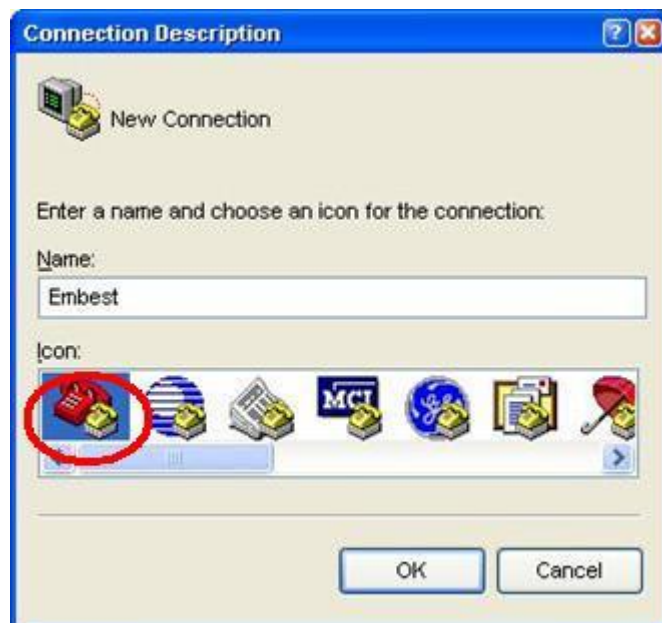 Connection Description
New Connection
Enter a name and choose an icon for the connection:
Name:
Embest
Icon:
MCI
OK
Cancel